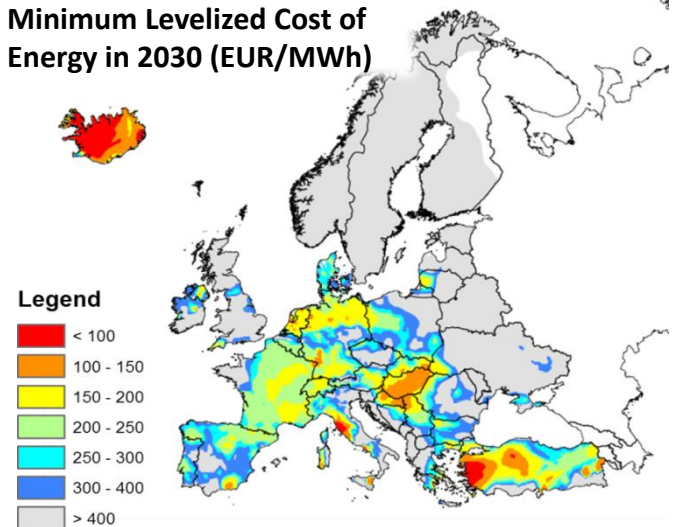 Minimum Levelized Cost of
Energy in 2030 (EUR/MWh)
Legend
< 100
100 - 150
150 - 200
200 - 250
250 - 300
300 - 400
> 400